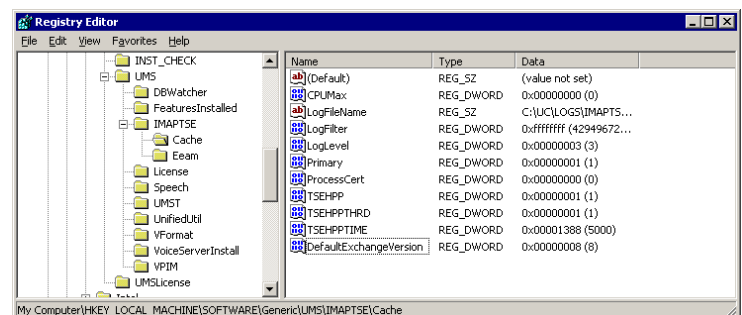 Registry Editor
File Edit View Favorites Help
INST_CHECK
UMS
DBWatcher
FeaturesInstalled
IMAPTSE
Cache
Eeam
License
Speech
UMST
UnifiedUtil
VFormat
VoiceServerInstall
VPIM
UMSLicense
Name Type Data
(Default) REG_SZ (value not set)
CPUMax REG_DWORD 0x00000000 (0)
LogFileName REG_SZ C:\UC\LOGS\IMAPTS...
LogFilter REG_DWORD 0xffffffff (42949672...
LogLevel REG_DWORD 0x00000003 (3)
Primary REG_DWORD 0x00000001 (1)
ProcessCert REG_DWORD 0x00000000 (0)
TSEHPP REG_DWORD 0x00000001 (1)
TSEHPPTHRD REG_DWORD 0x00000001 (1)
TSEHPPTIME REG_DWORD 0x00001388 (5000)
DefaultExchangeVersion REG_DWORD 0x00000008 (8)
My Computer\HKEY_LOCAL_MACHINE\SOFTWARE\Generic\UMS\IMAPTSE\Cache